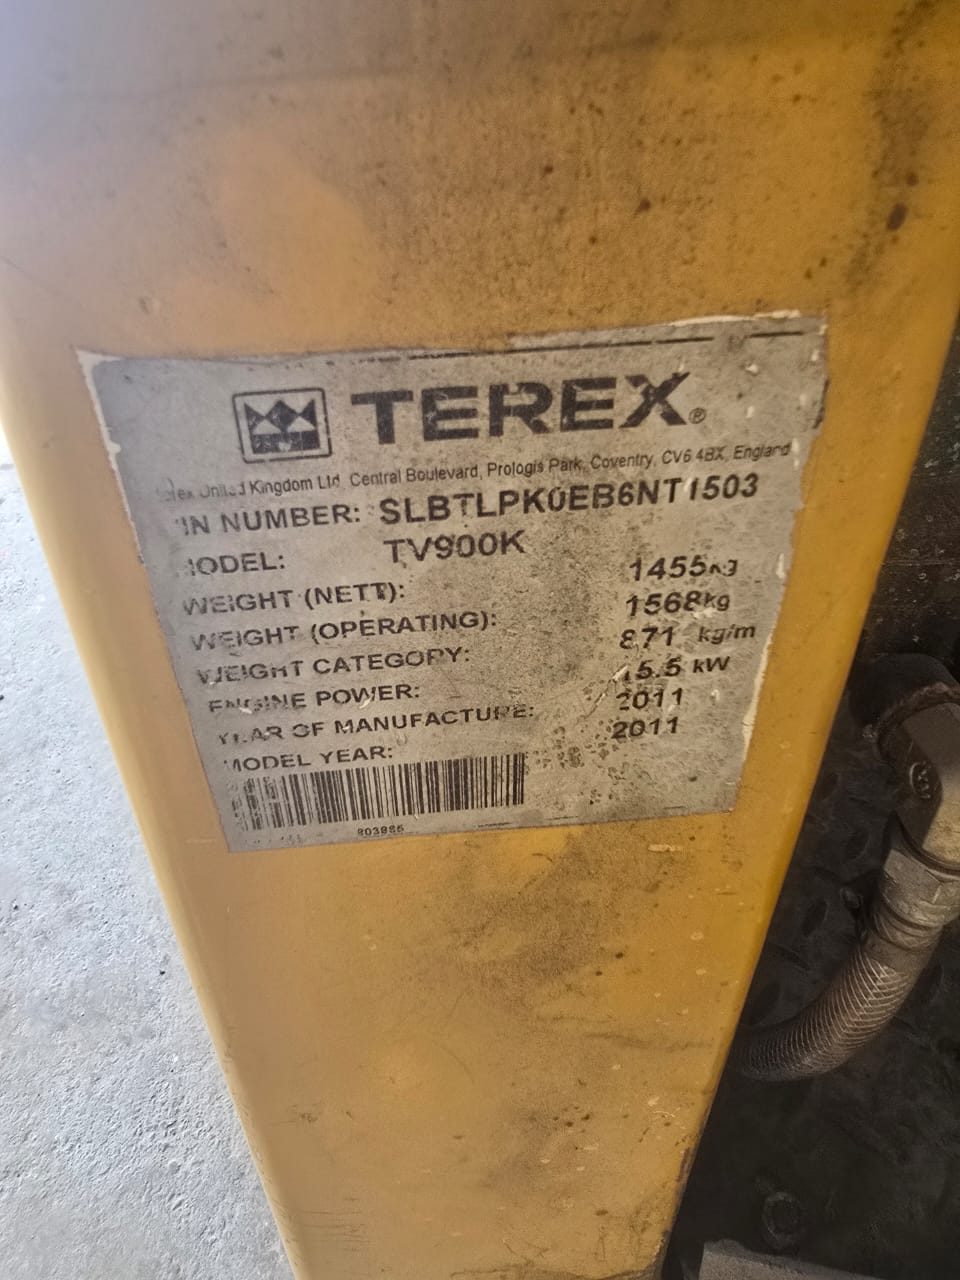 TEREX®
United Kingdom Ltd. Central Boulevard, Prologis Park, Coventry, CV6 4BX, England
IN NUMBER: SLBTLPK0EB6NT1503
MODEL: TV900K
WEIGHT (NETT): 1455kg
WEIGHT (OPERATING): 1568kg
WEIGHT CATEGORY: 871 kg/m
ENGINE POWER: 15.5 kW
YEAR OF MANUFACTURE: 2011
MODEL YEAR: 2011